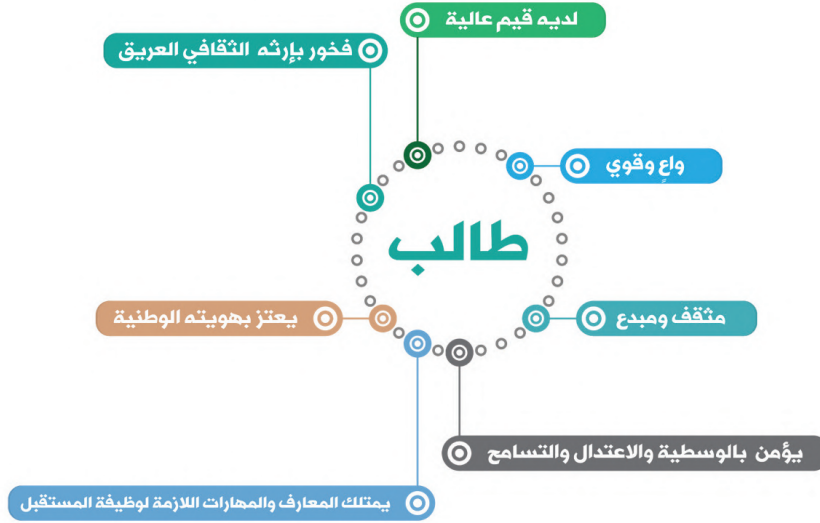 لديه قيم عالية
فخور بإرثه الثقافي العريق
واعٍ وقوي
طالب
يعتز بهويته الوطنية
مثقف ومبدع
يؤمن بالوسطية والاعتدال والتسامح
يمتلك المعارف والمهارات اللازمة لوظيفة المستقبل